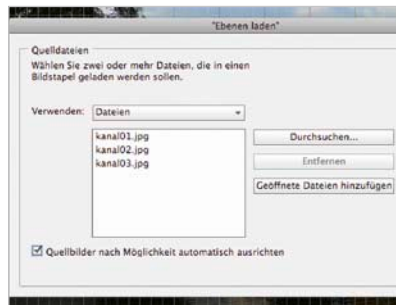 "Ebenen laden"
Quelldateien
Wählen Sie zwei oder mehr Dateien, die in einen
Bildstapel geladen werden sollen.
Verwenden: Dateien
kanal01.jpg
kanal02.jpg
kanal03.jpg
Durchsuchen...
Entfernen
Geöffnete Dateien hinzufügen
Quellbilder nach Möglichkeit automatisch ausrichten